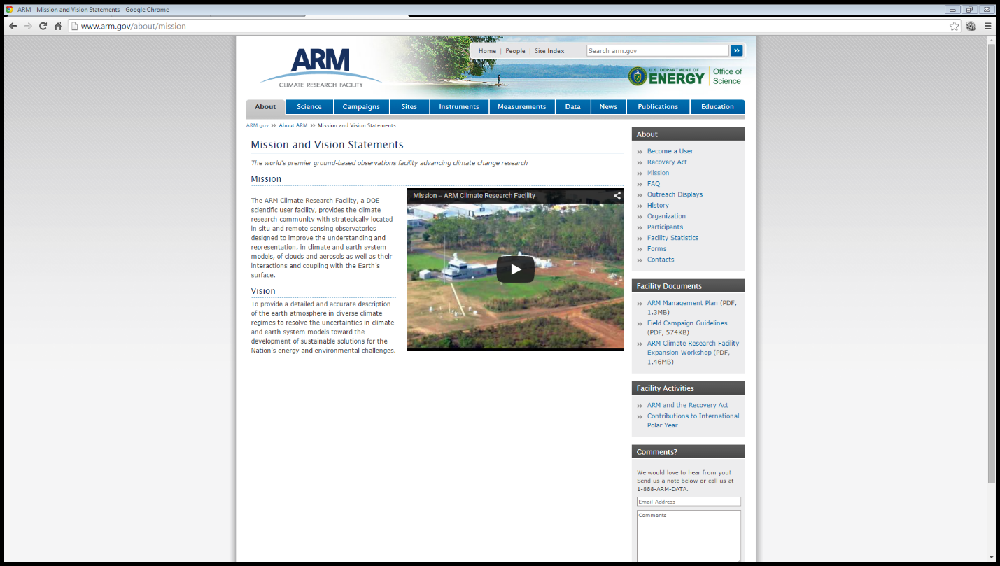 ARM - Mission and Vision Statements - Google Chrome
www.arm.gov/about/mission
ARM
CLIMATE RESEARCH FACILITY
Home | People | Site Index
Search arm.gov
U.S. DEPARTMENT OF
ENERGY
Office of
Science
About Science Campaigns Sites Instruments Measurements Data News Publications Education
ARM.gov » About ARM » Mission and Vision Statements
Mission and Vision Statements
The world's premier ground-based observations facility advancing climate change research
Mission
The ARM Climate Research Facility, a DOE
scientific user facility, provides the climate
research community with strategically located
in situ and remote sensing observatories
designed to improve the understanding and
representation, in climate and earth system
models, of clouds and aerosols as well as their
interactions and coupling with the Earth's
surface.
Mission – ARM Climate Research Facility
Vision
To provide a detailed and accurate description
of the earth atmosphere in diverse climate
regimes to resolve the uncertainties in climate
and earth system models toward the
development of sustainable solutions for the
Nation's energy and environmental challenges.
About
» Become a User
» Recovery Act
» Mission
» FAQ
» Outreach Displays
» History
» Organization
» Participants
» Facility Statistics
» Forms
» Contacts
Facility Documents
» ARM Management Plan (PDF,
1.3MB)
» Field Campaign Guidelines
(PDF, 574KB)
» ARM Climate Research Facility
Expansion Workshop (PDF,
1.46MB)
Facility Activities
» ARM and the Recovery Act
» Contributions to International
Polar Year
Comments?
We would love to hear from you!
Send us a note below or call us at
1-888-ARM-DATA.
Email Address
Comments